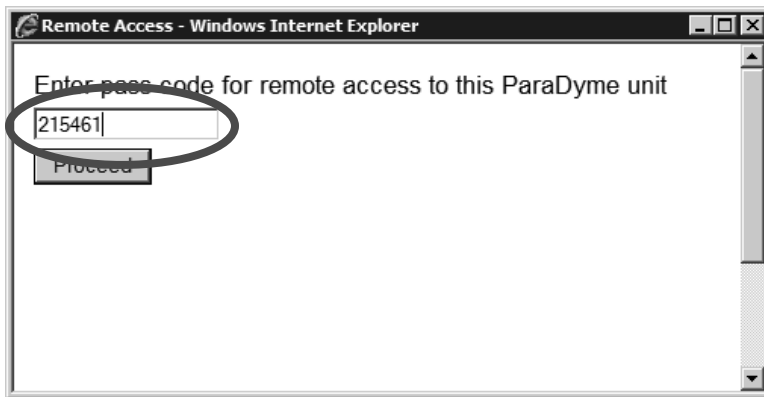 Remote Access - Windows Internet Explorer
Enter pass code for remote access to this ParaDyme unit
215461
Proceed